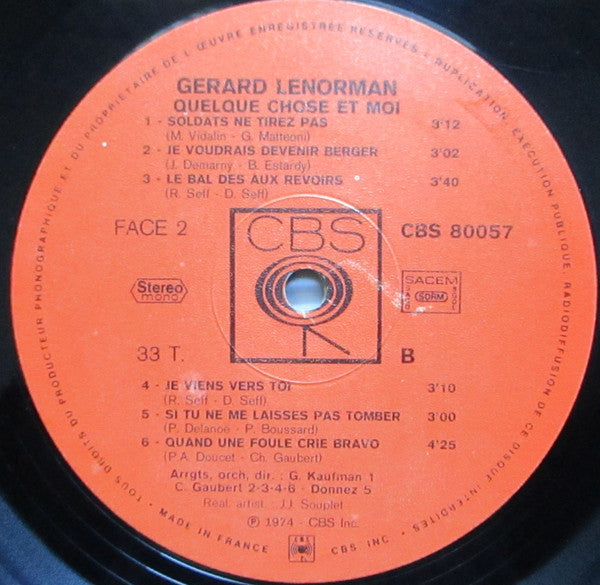 TOUS DROITS DU PRODUCTEUR PHONOGRAPHIQUE ET DU PROPRIETAIRE DE L'ŒUVRE ENREGISTRÉE RÉSERVÉS • DUPLICATION, EXÉCUTION PUBLIQUE, RADIODIFFUSION DE CE DISQUE INTERDITES •
GERARD LENORMAN
QUELQUE CHOSE ET MOI
1 - SOLDATS NE TIREZ PAS 3'12
(M. Vidalin - G. Matteoni)
2 - JE VOUDRAIS DEVENIR BERGER 3'02
(J. Demarny - B. Estardy)
3 - LE BAL DES AUX REVOIRS 3'40
(R. Seff - D. Seff)
FACE 2 CBS CBS 80057
Stereo
mono
SACEM
SDRM
33 T. B
4 - JE VIENS VERS TOI 3'10
(R. Seff - D. Seff)
5 - SI TU NE ME LAISSES PAS TOMBER 3'00
(P. Delanoë - P. Boussard)
6 - QUAND UNE FOULE CRIE BRAVO 4'25
(P.A. Doucet - Ch. Gaubert)
Arrgts, orch, dir. : G. Kaufman 1
C. Gaubert 2-3-4-6 - Donnez 5
Réal. artist. : J.J. Souplet
℗ 1974 - CBS Inc.
• MADE IN FRANCE CBS CBS INC •